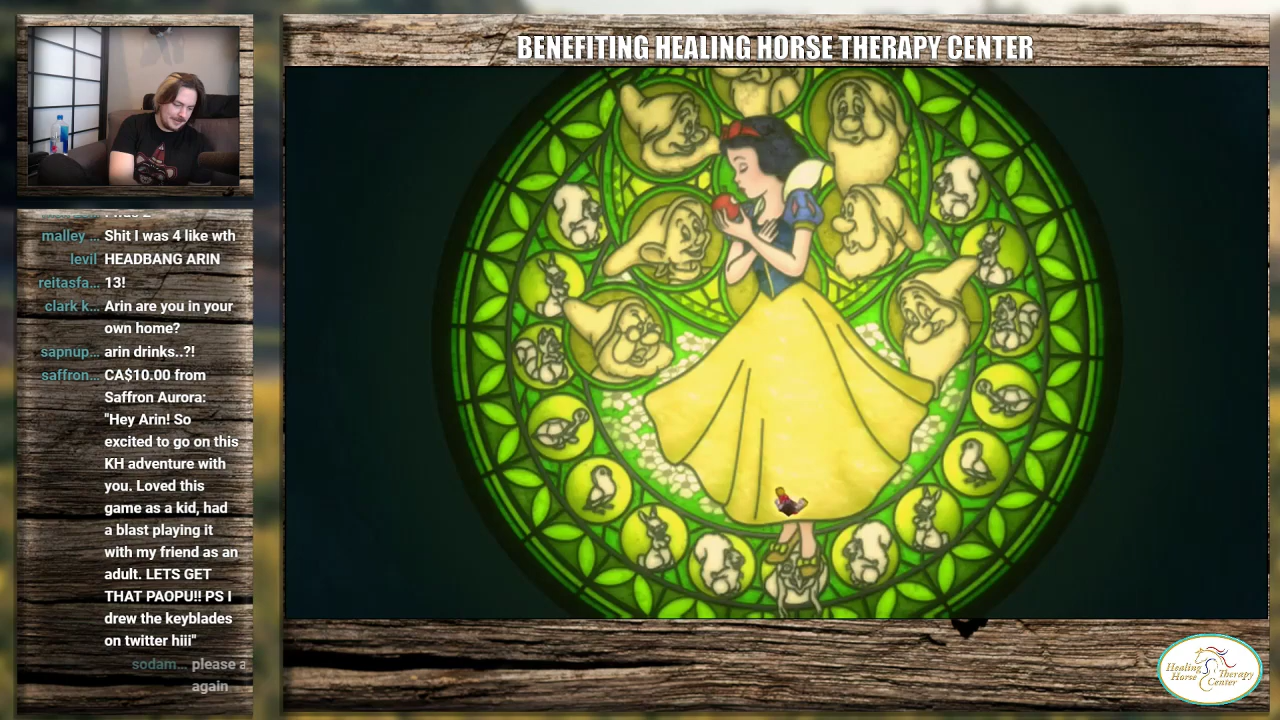 BENEFITING HEALING HORSE THERAPY CENTER
malley ... Shit I was 4 like wth
levil HEADBANG ARIN
reitasfa... 13!
clark k... Arin are you in your
own home?
sapnup... arin drinks..?!
saffron... CA$10.00 from
Saffron Aurora:
"Hey Arin! So
excited to go on this
KH adventure with
you. Loved this
game as a kid, had
a blast playing it
with my friend as an
adult. LETS GET
THAT PAOPU!! PS I
drew the keyblades
on twitter hiii"
sodam... please a
again
Healing
Horse Therapy
Center